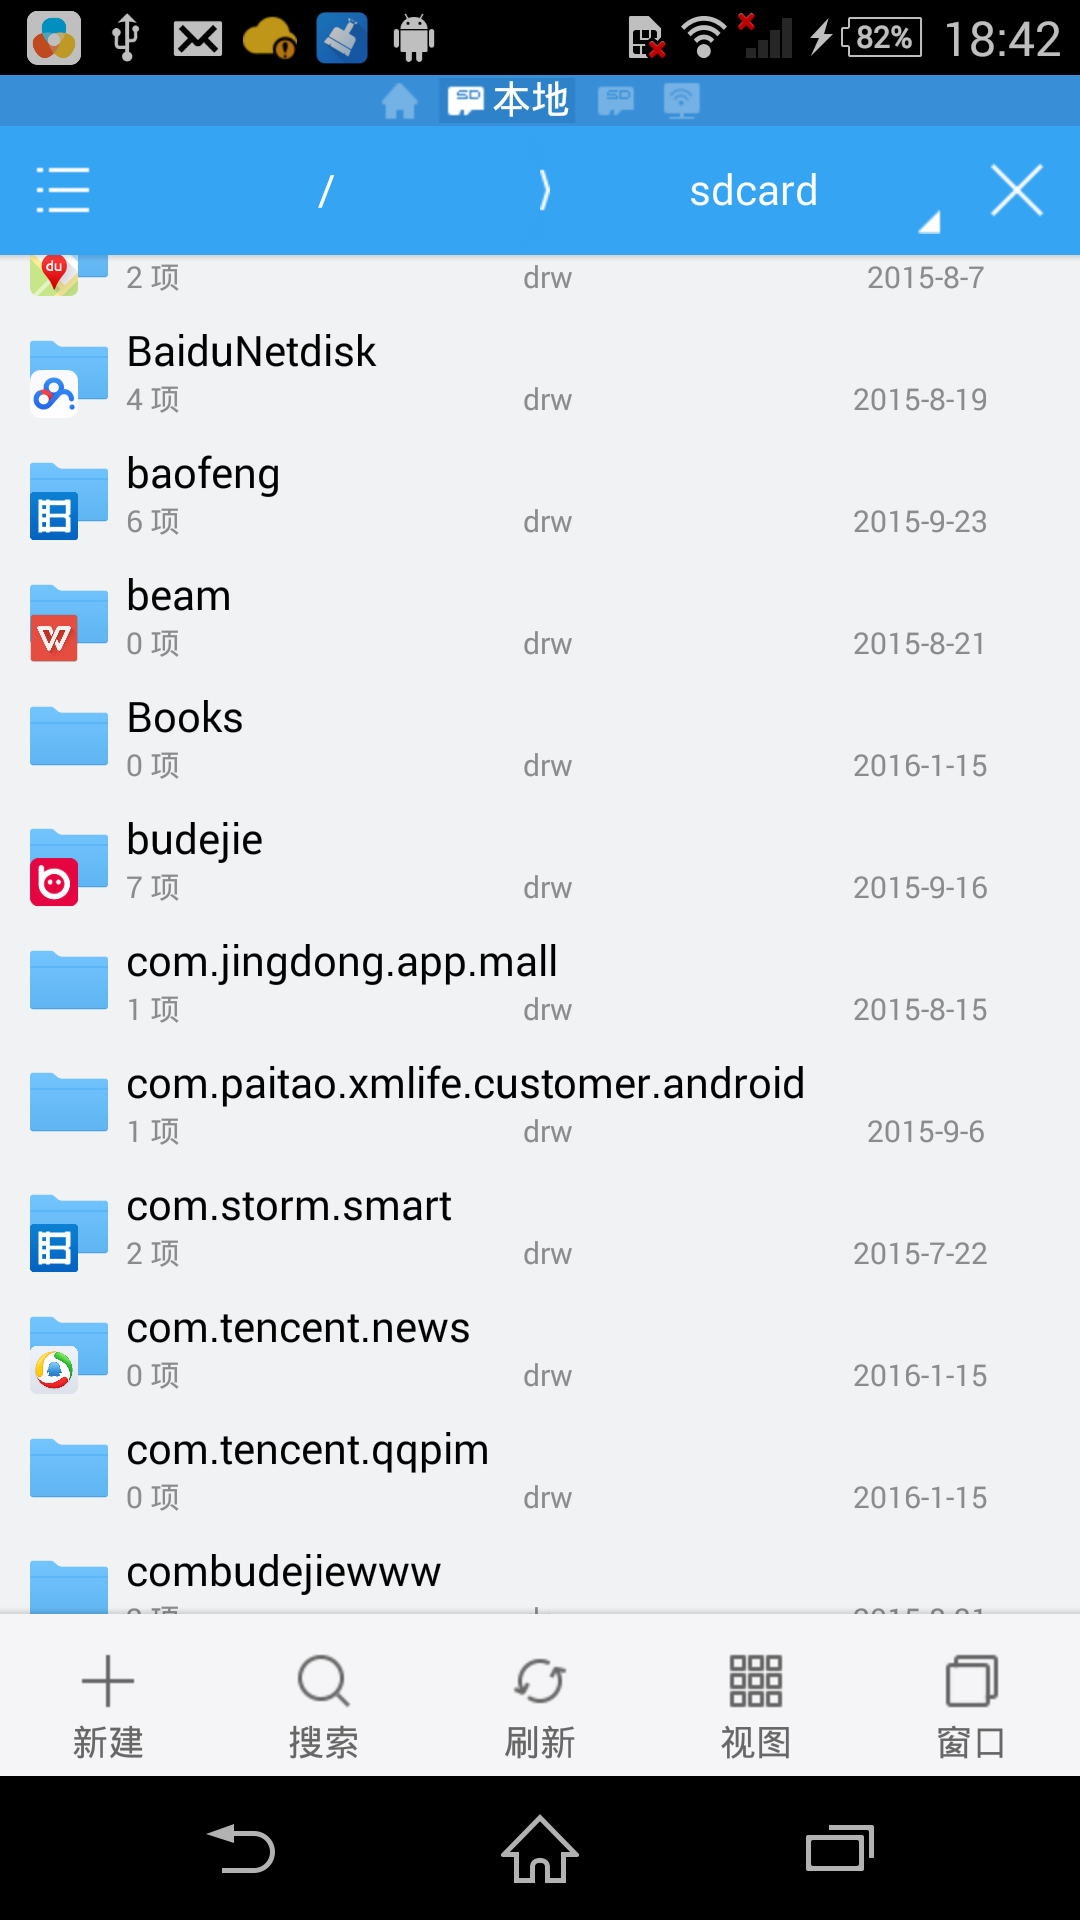 82% 18:42
SD 本地 SD
/ ⟩ sdcard
du
2 项 drw 2015-8-7
BaiduNetdisk
4 项 drw 2015-8-19
baofeng
6 项 drw 2015-9-23
beam
0 项 drw 2015-8-21
Books
0 项 drw 2016-1-15
budejie
7 项 drw 2015-9-16
com.jingdong.app.mall
1 项 drw 2015-8-15
com.paitao.xmlife.customer.android
1 项 drw 2015-9-6
com.storm.smart
2 项 drw 2015-7-22
com.tencent.news
0 项 drw 2016-1-15
com.tencent.qqpim
0 项 drw 2016-1-15
combudejiewww
新建 搜索 刷新 视图 窗口